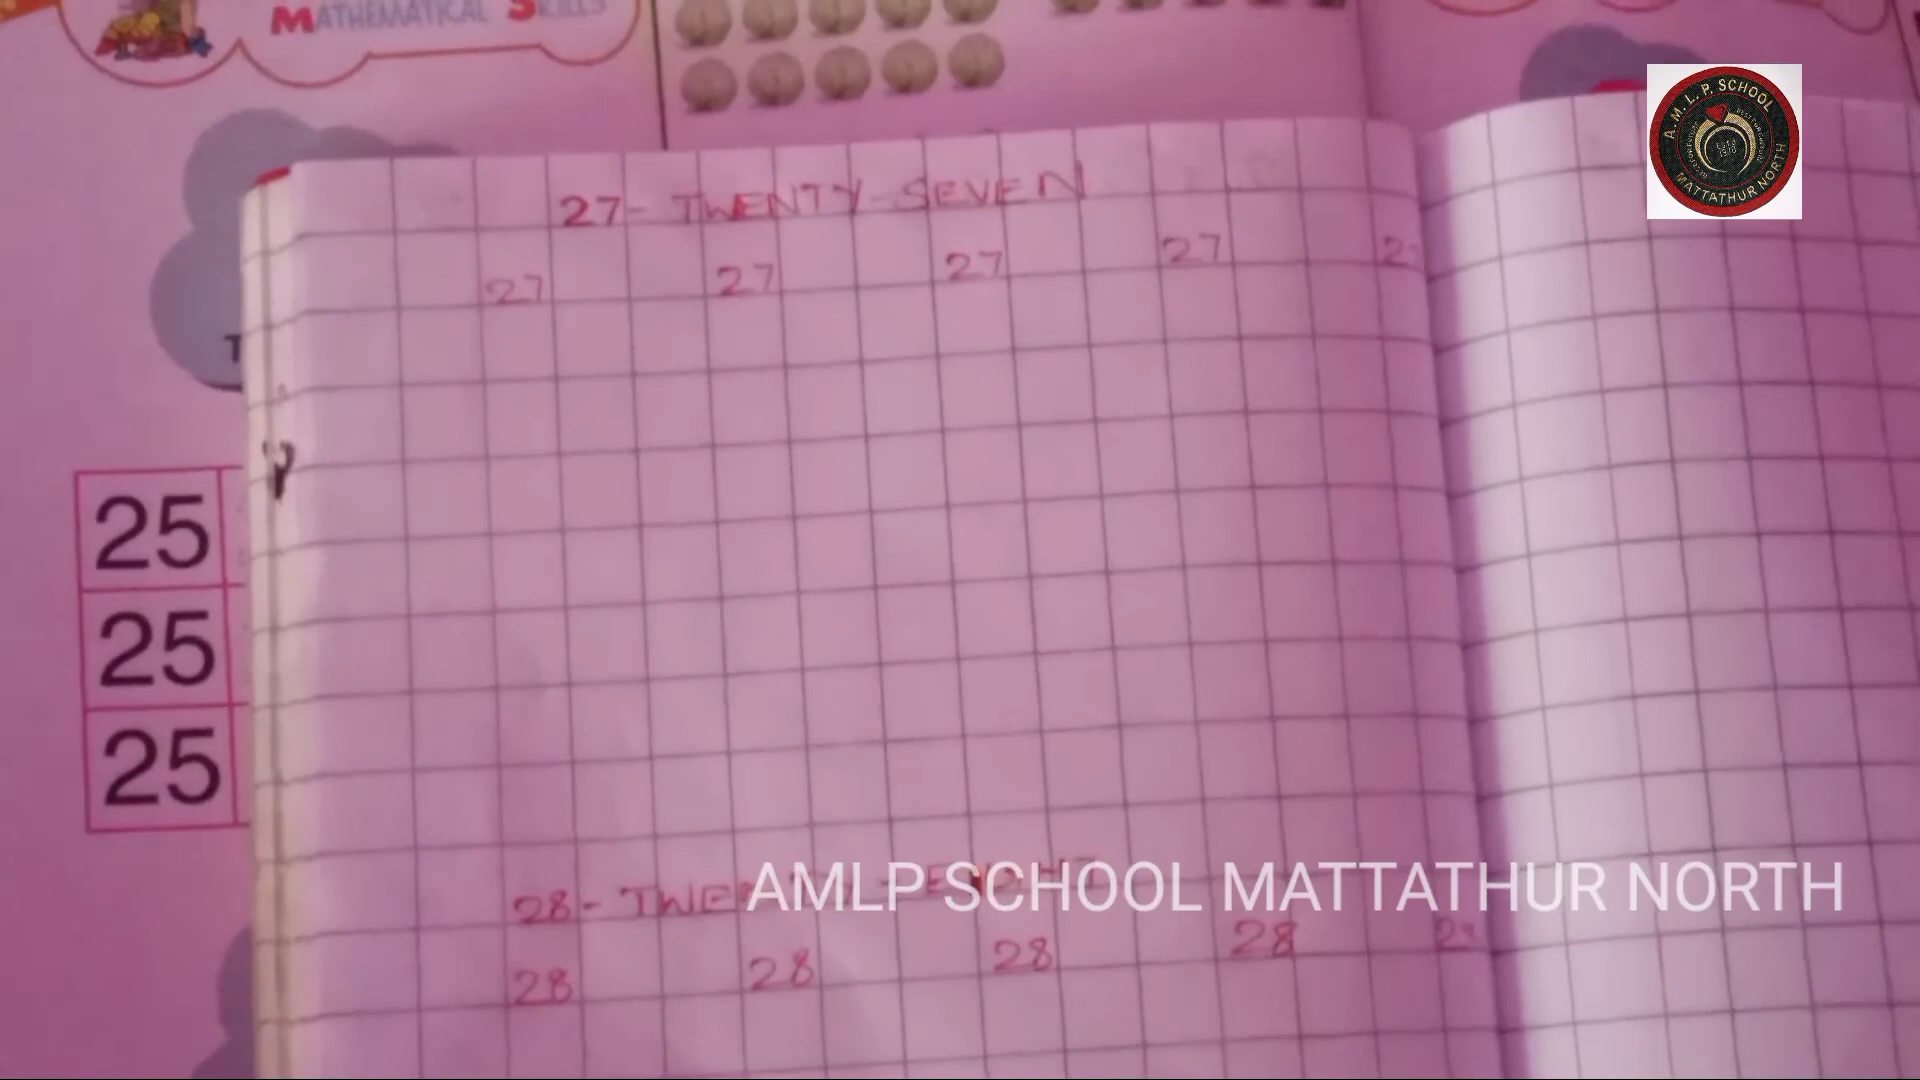 MATHEMATICAL SKILLS
A. M. L. P. SCHOOL
MATTATHUR NORTH
27 - TWENTY SEVEN
27 27 27 27
25
25
25
28 -
AMLP SCHOOL MATTATHUR NORTH
28 28 28 28